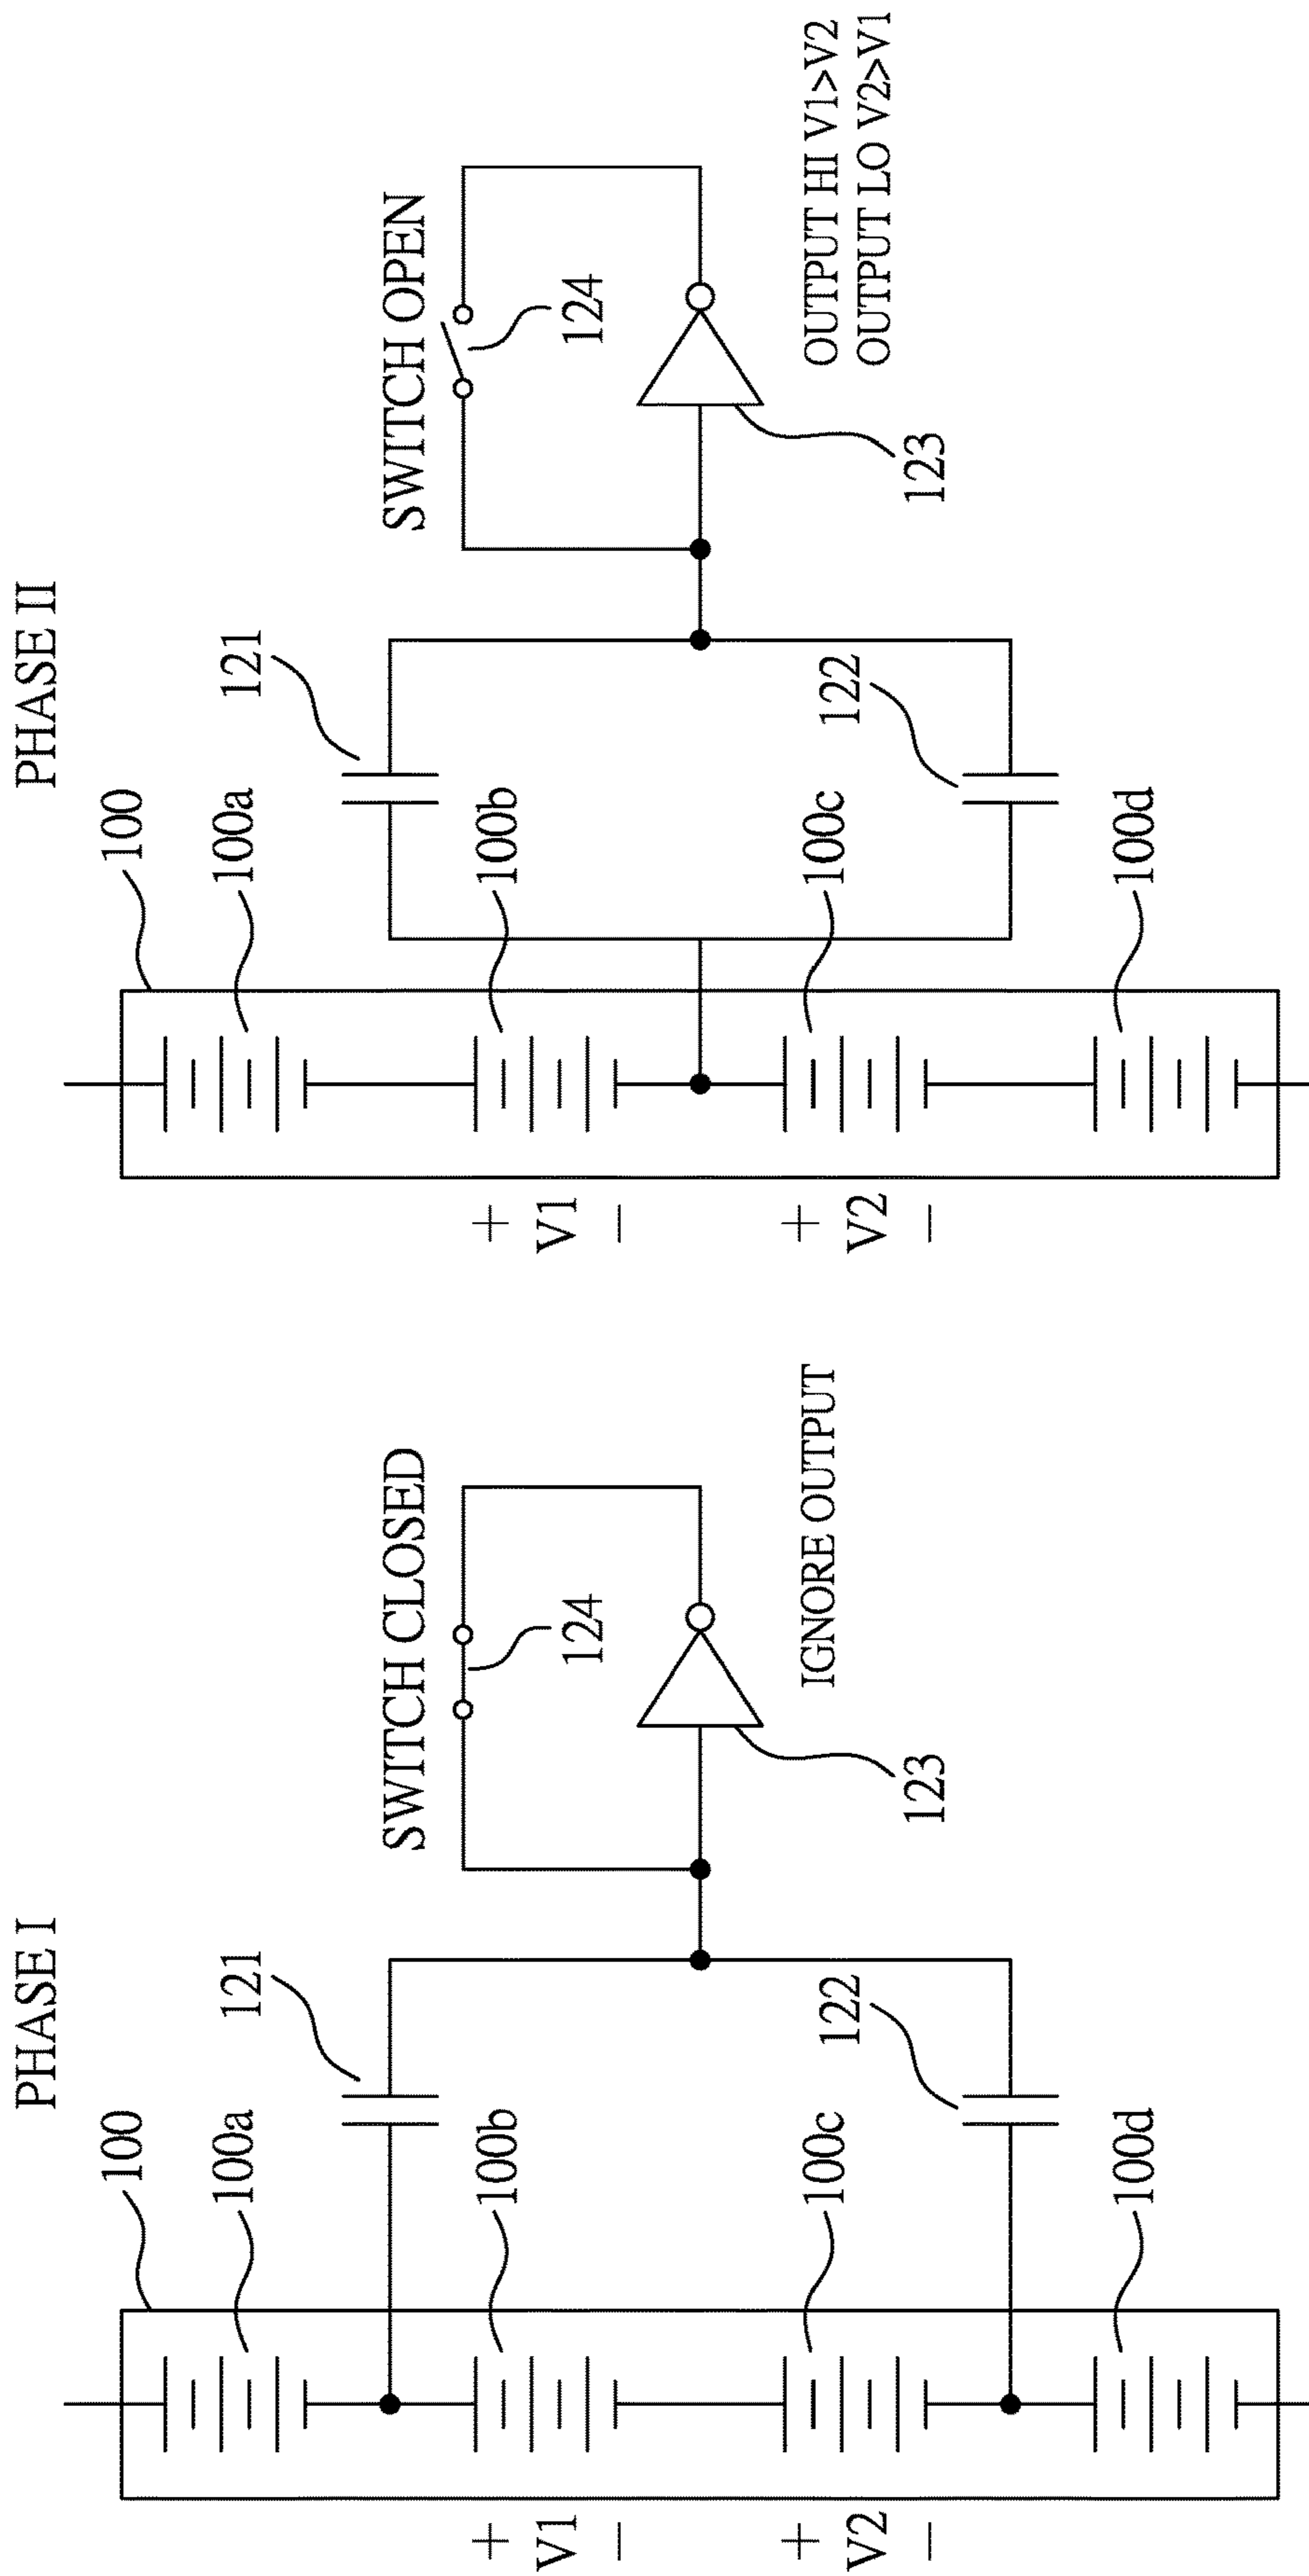 PHASE I
100
100a
100b
100c
100d
+
V1
−
+
V2
−
121
122
SWITCH CLOSED
124
123
IGNORE OUTPUT
PHASE II
100
100a
100b
100c
100d
+
V1
−
+
V2
−
121
122
SWITCH OPEN
124
123
OUTPUT HI V1>V2
OUTPUT LO V2>V1